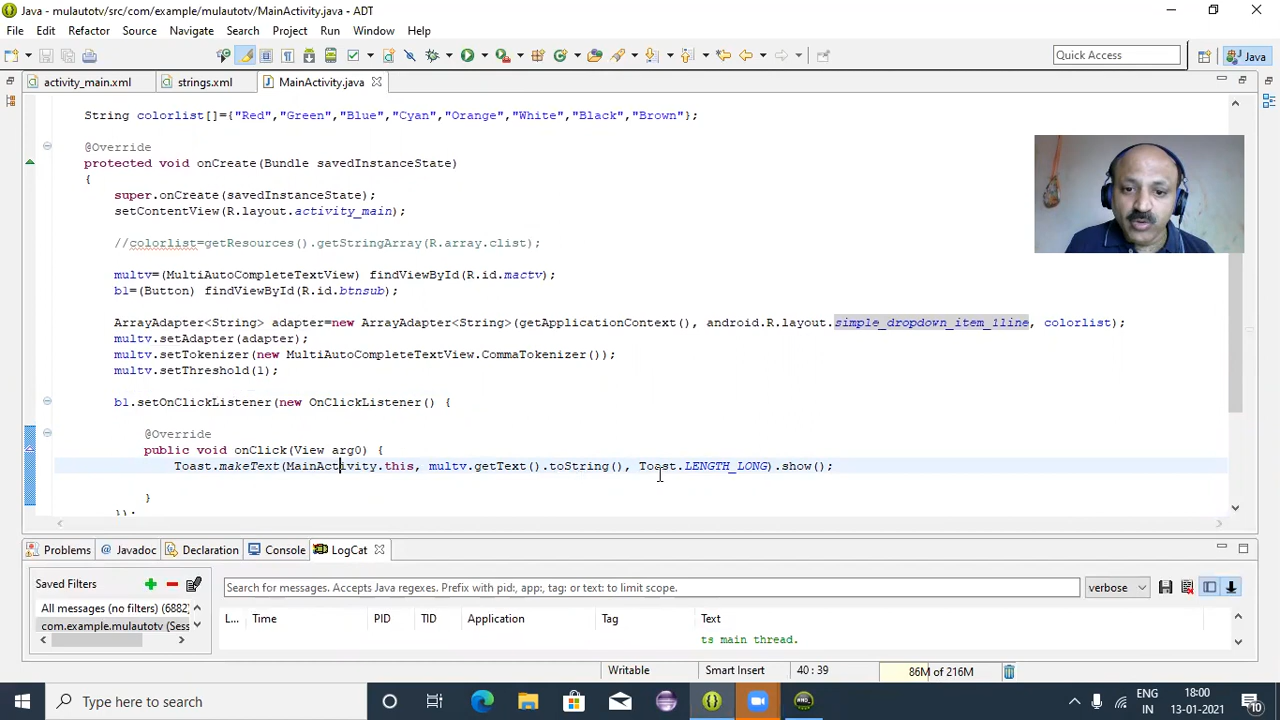 Java - mulautotv/src/com/example/mulautotv/MainActivity.java - ADT
File Edit Refactor Source Navigate Search Project Run Window Help
Quick Access
Java
activity_main.xml
strings.xml
MainActivity.java
String colorlist[]={"Red","Green","Blue","Cyan","Orange","White","Black","Brown"};
@Override
protected void onCreate(Bundle savedInstanceState)
{
super.onCreate(savedInstanceState);
setContentView(R.layout.activity_main);
//colorlist=getResources().getStringArray(R.array.clist);
multv=(MultiAutoCompleteTextView) findViewById(R.id.mactv);
b1=(Button) findViewById(R.id.btnsub);
ArrayAdapter<String> adapter=new ArrayAdapter<String>(getApplicationContext(), android.R.layout.simple_dropdown_item_1line, colorlist);
multv.setAdapter(adapter);
multv.setTokenizer(new MultiAutoCompleteTextView.CommaTokenizer());
multv.setThreshold(1);
b1.setOnClickListener(new OnClickListener() {
@Override
public void onClick(View arg0) {
Toast.makeText(MainActivity.this, multv.getText().toString(), Toast.LENGTH_LONG).show();
}
});
Problems
Javadoc
Declaration
Console
LogCat
Saved Filters
Search for messages. Accepts Java regexes. Prefix with pid:, app:, tag: or text: to limit scope.
verbose
All messages (no filters) (6882)
com.example.mulautotv (Sess
L... Time PID TID Application Tag Text
ts main thread.
Writable
Smart Insert
40 : 39
86M of 216M
Type here to search
ENG
IN
18:00
13-01-2021
10